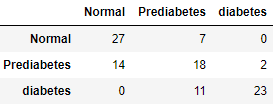 Normal Prediabetes diabetes
Normal 27 7 0
Prediabetes 14 18 2
diabetes 0 11 23